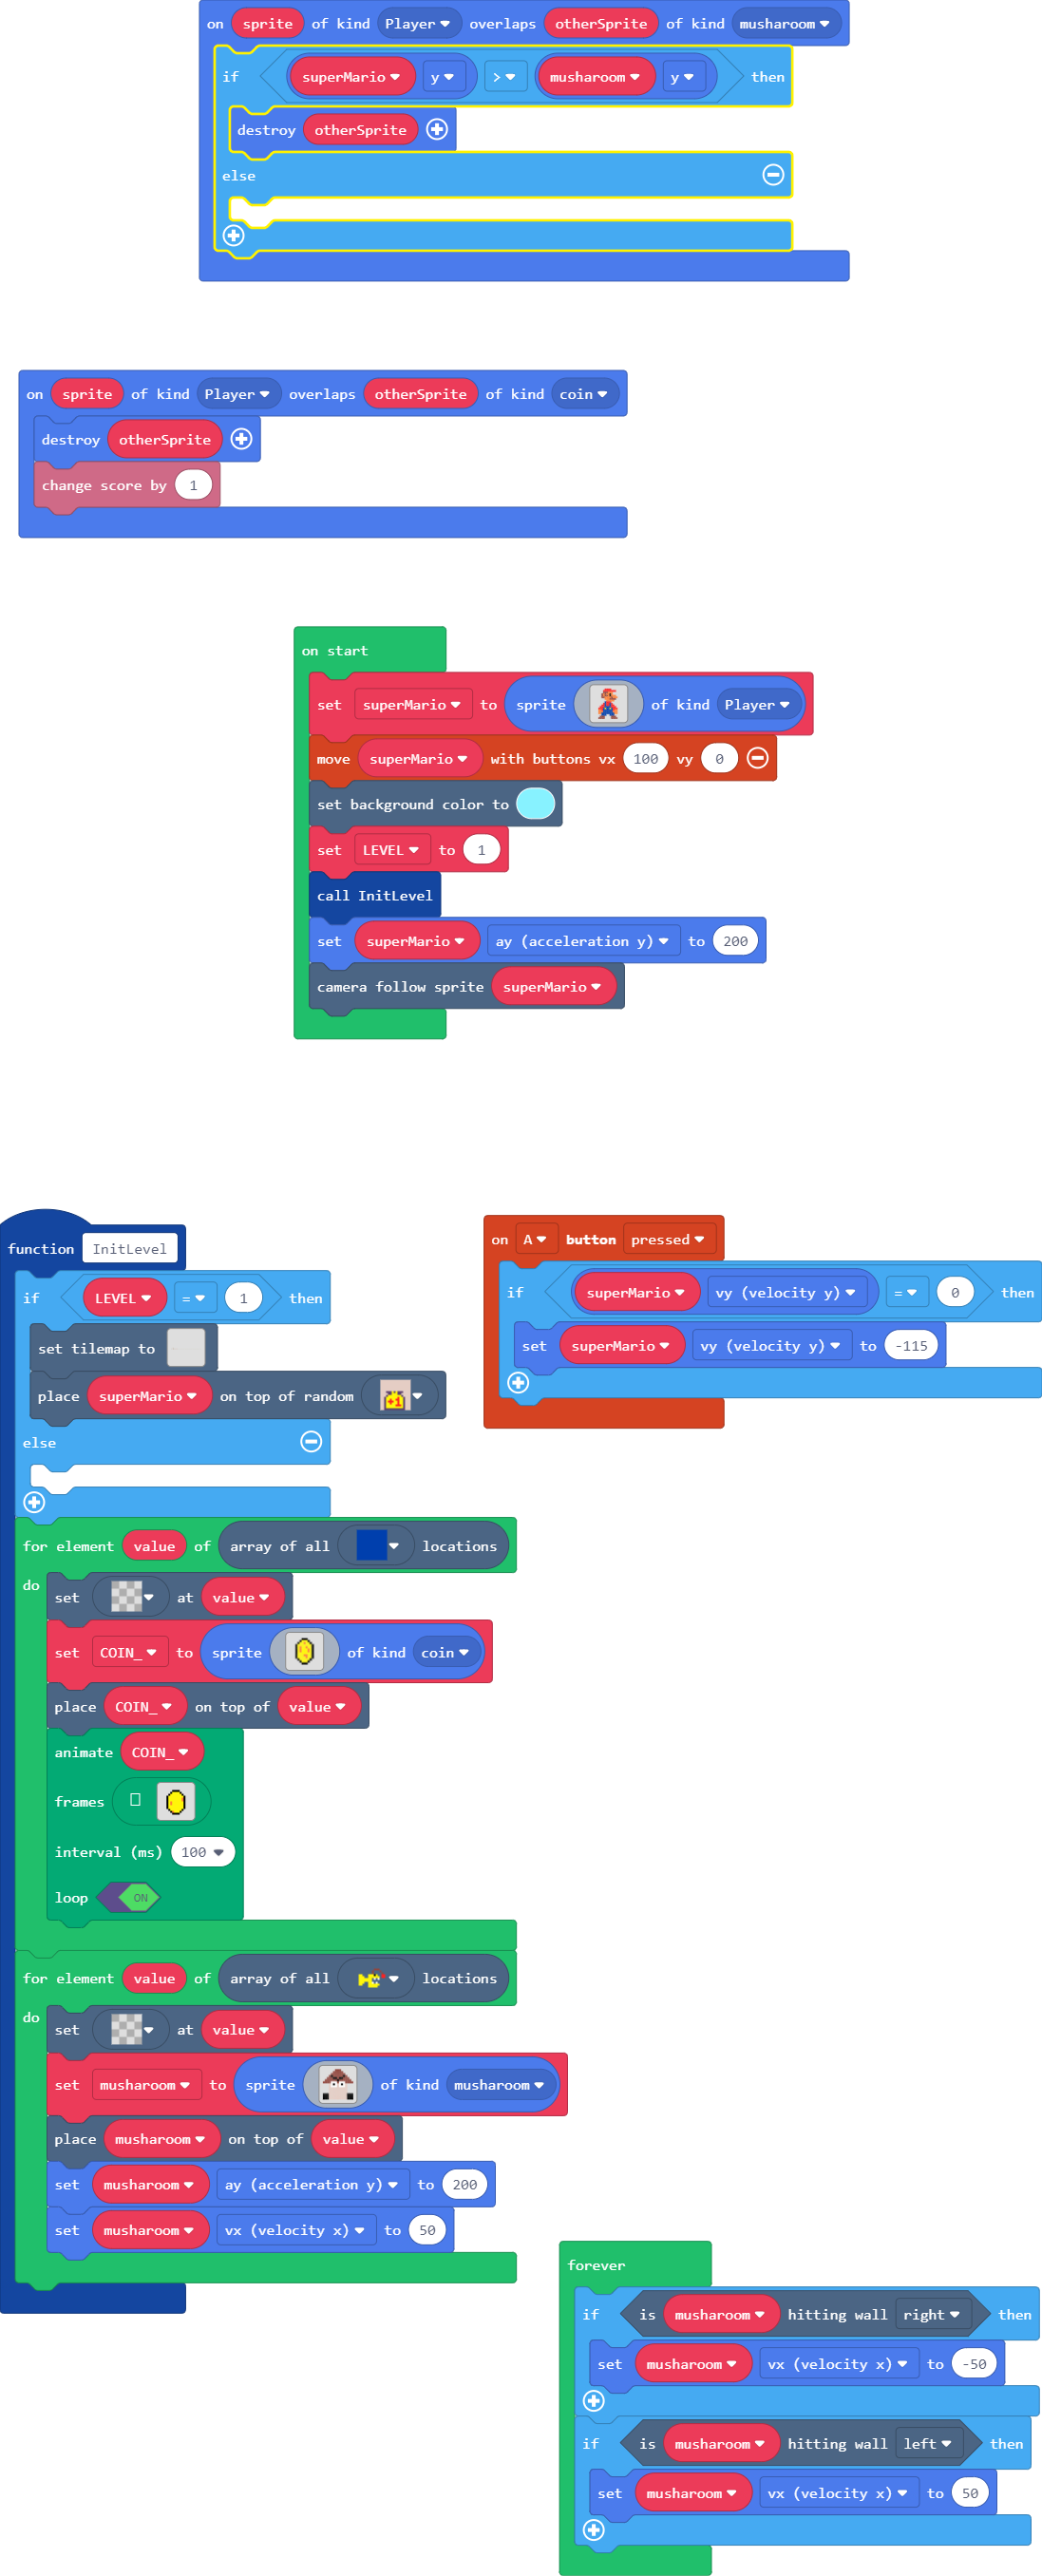 on sprite of kind Player overlaps otherSprite of kind musharoom
if superMario y > musharoom y then
destroy otherSprite
else
on sprite of kind Player overlaps otherSprite of kind coin
destroy otherSprite
change score by 1
on start
set superMario to sprite of kind Player
move superMario with buttons vx 100 vy 0
set background color to
set LEVEL to 1
call InitLevel
set superMario ay (acceleration y) to 200
camera follow sprite superMario
function InitLevel
if LEVEL = 1 then
set tilemap to
place superMario on top of random +1
else
for element value of array of all locations
do
set at value
set COIN_ to sprite of kind coin
place COIN_ on top of value
animate COIN_
frames
interval (ms) 100
loop ON
for element value of array of all locations
do
set at value
set musharoom to sprite of kind musharoom
place musharoom on top of value
set musharoom ay (acceleration y) to 200
set musharoom vx (velocity x) to 50
on A button pressed
if superMario vy (velocity y) = 0 then
set superMario vy (velocity y) to -115
forever
if is musharoom hitting wall right then
set musharoom vx (velocity x) to -50
if is musharoom hitting wall left then
set musharoom vx (velocity x) to 50